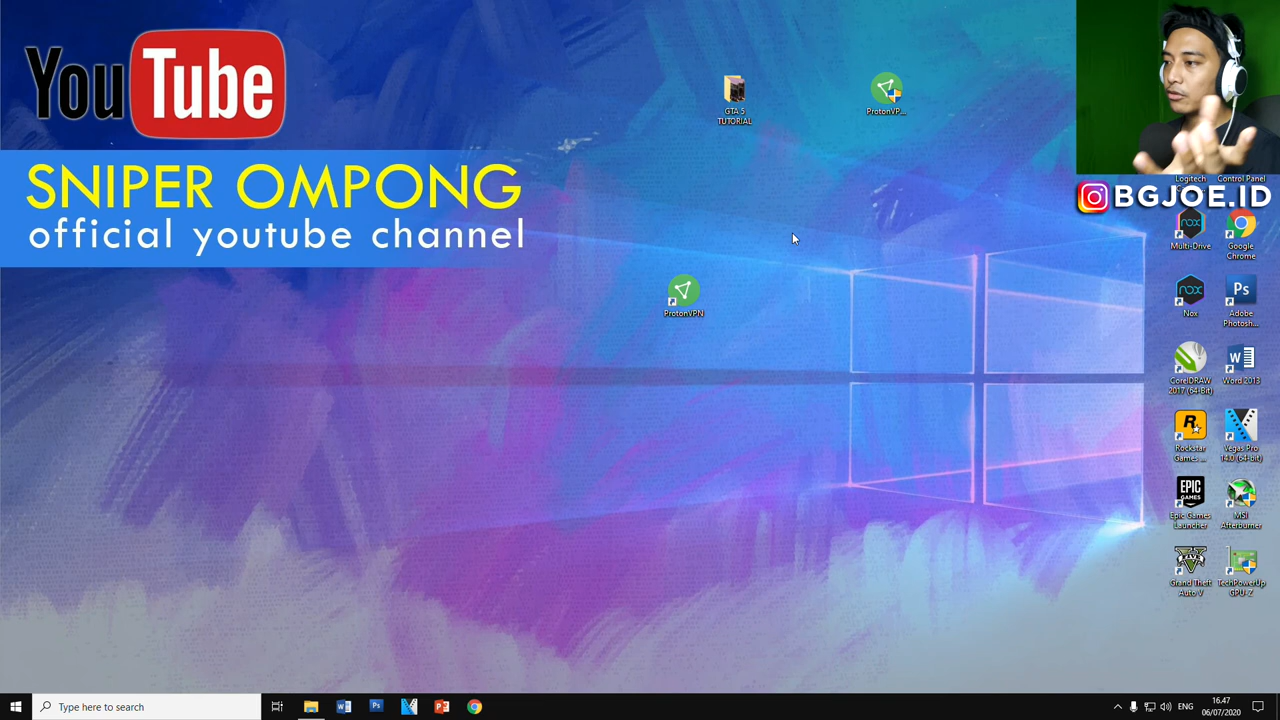 YouTube
SNIPER OMPONG
official youtube channel
GTA 5
TUTORIAL
ProtonVP...
ProtonVPN
BGJOE.ID
Logitech
Control Panel
nox
Multi-Drive
Google
Chrome
nox
Nox
Ps
Adobe
Photosh...
CorelDRAW
2017 (64-Bit)
W
Word 2013
R
Rockstar
Games ...
Vegas Pro
14.0 (64-bit)
EPIC
GAMES
Epic Games
Launcher
MSI
Afterburner
Grand Theft
Auto V
TechPowerUp
GPU-Z
Type here to search
ENG
16.47
06/07/2020